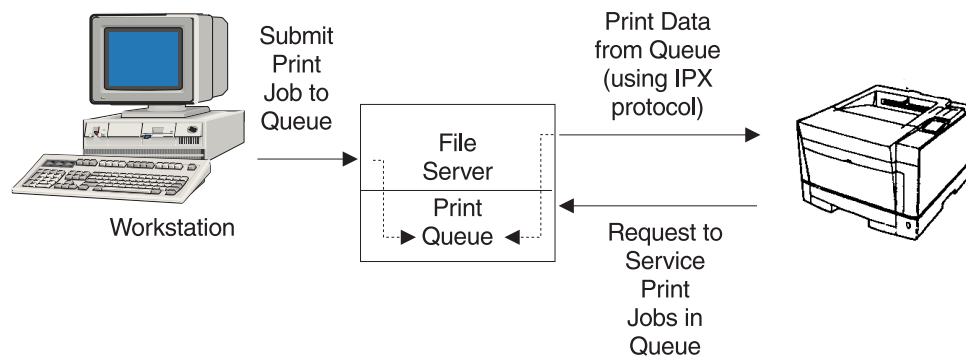 Submit
Print
Job to
Queue
Workstation
File
Server
Print
Queue
Print Data
from Queue
(using IPX
protocol)
Request to
Service
Print
Jobs in
Queue